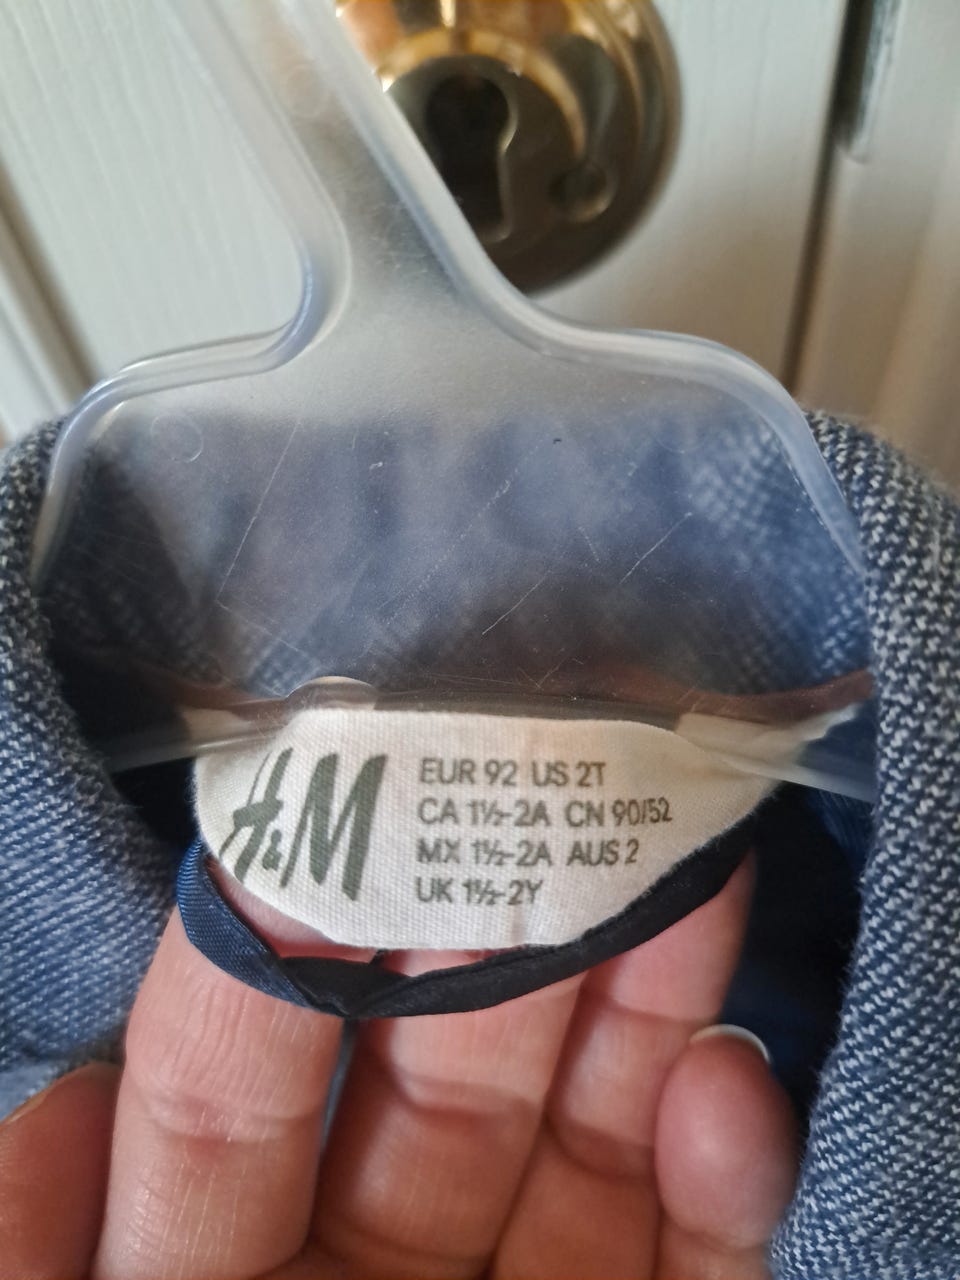 H&M
EUR 92 US 2T
CA 1½-2A CN 90/52
MX 1½-2A AUS 2
UK 1½-2Y